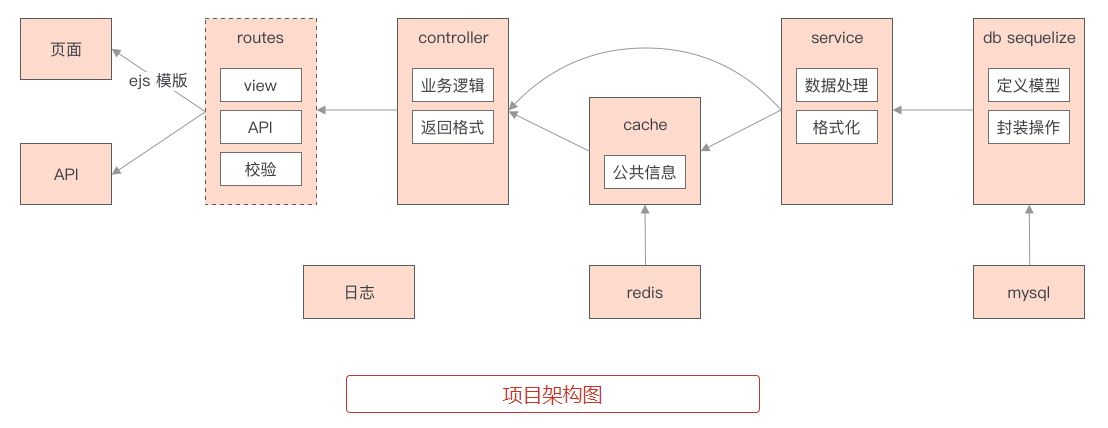 页面
ejs 模版
API
routes
view
API
校验
controller
业务逻辑
返回格式
cache
公共信息
service
数据处理
格式化
db sequelize
定义模型
封装操作
日志
redis
mysql
项目架构图